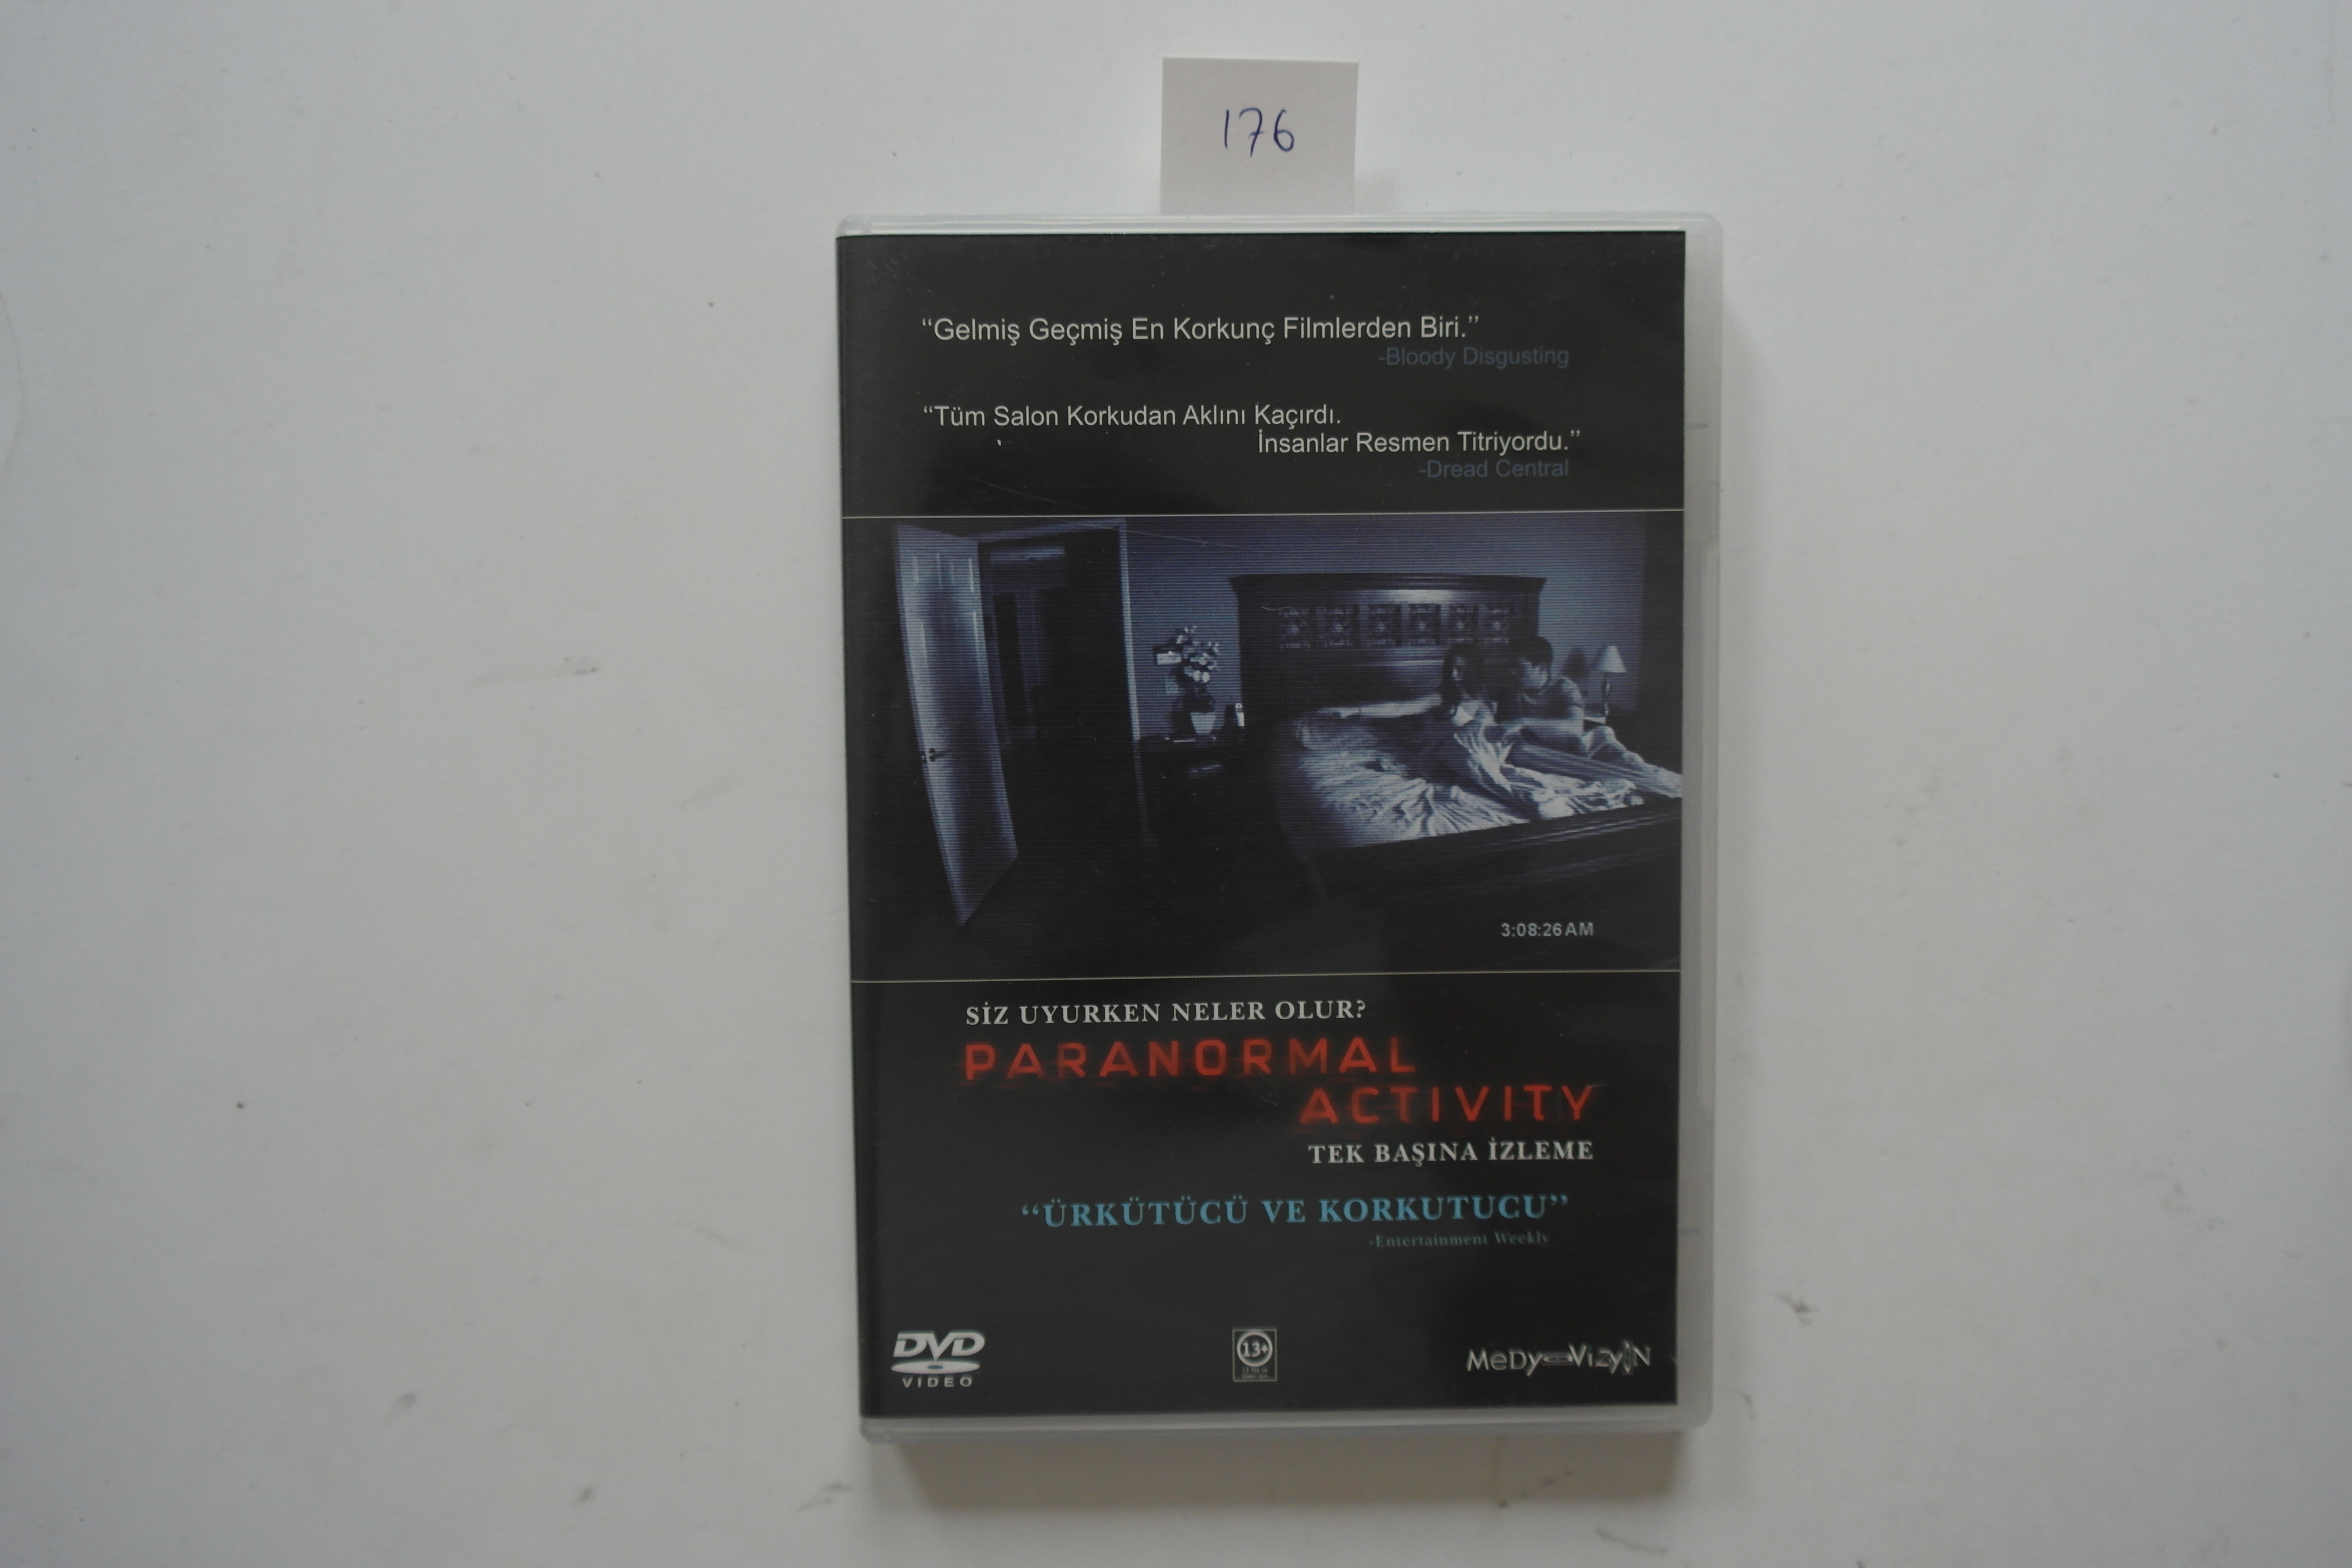 176
“Gelmiş Geçmiş En Korkunç Filmlerden Biri.”
-Bloody Disgusting
“Tüm Salon Korkudan Aklını Kaçırdı.
İnsanlar Resmen Titriyordu.”
-Dread Central
3:08:26AM
SİZ UYURKEN NELER OLUR?
PARANORMAL
ACTIVITY
TEK BAŞINA İZLEME
“ÜRKÜTÜCÜ VE KORKUTUCU”
-Entertainment Weekly
DVD
VIDEO
13+
MeDyaViZyON